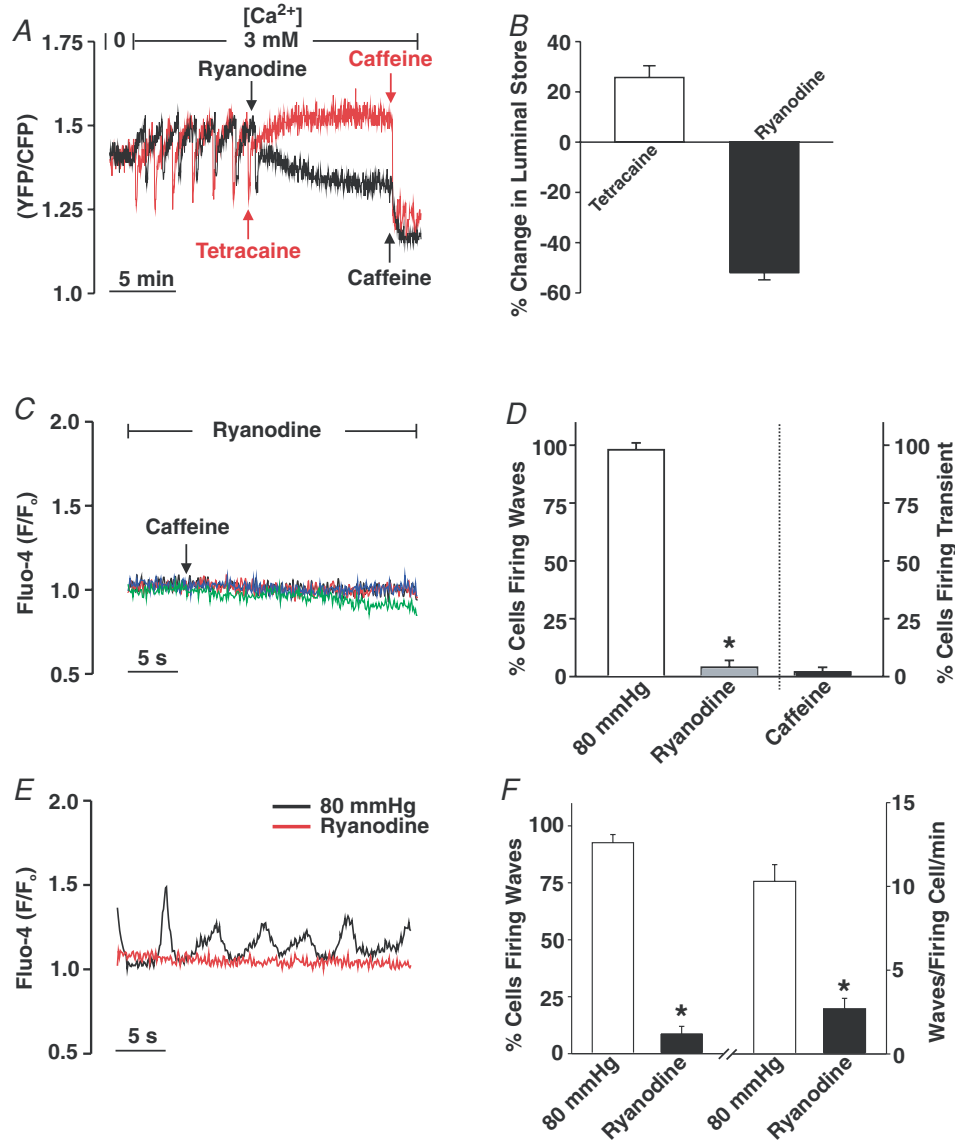 A
[Ca²⁺]
0
3 mM
1.75
1.5
1.25
1.0
(YFP/CFP)
Ryanodine
Caffeine
Tetracaine
Caffeine
5 min
B
% Change in Luminal Store
40
20
0
-20
-40
-60
Tetracaine
Ryanodine
C
Fluo-4 (F/Fₒ)
2.0
1.5
1.0
0.5
Ryanodine
Caffeine
5 s
D
% Cells Firing Waves
100
75
50
25
0
*
100
75
50
25
0
% Cells Firing Transient
80 mmHg
Ryanodine
Caffeine
E
Fluo-4 (F/Fₒ)
2.0
1.5
1.0
0.5
80 mmHg
Ryanodine
5 s
F
% Cells Firing Waves
100
75
50
25
0
*
*
15
10
5
0
Waves/Firing Cell/min
80 mmHg
Ryanodine
80 mmHg
Ryanodine